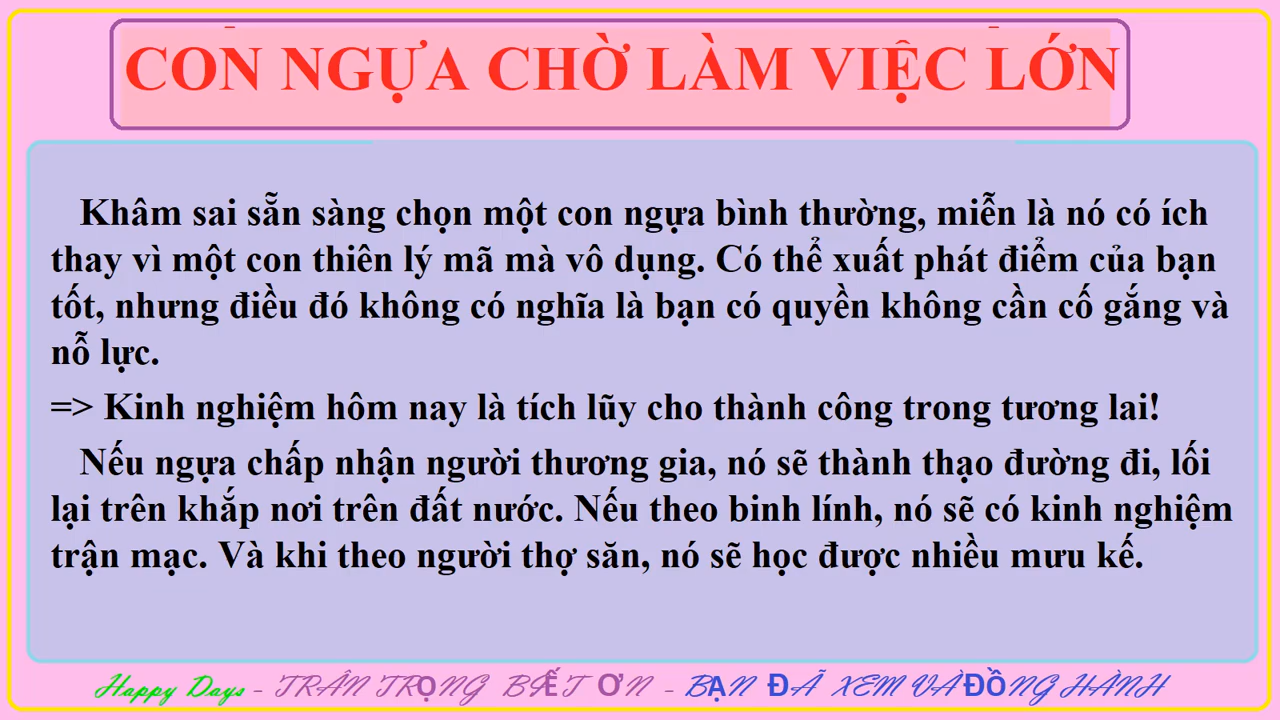 CON NGỰA CHỜ LÀM VIỆC LỚN
Khâm sai sẵn sàng chọn một con ngựa bình thường, miễn là nó có ích
thay vì một con thiên lý mã mà vô dụng. Có thể xuất phát điểm của bạn
tốt, nhưng điều đó không có nghĩa là bạn có quyền không cần cố gắng và
nỗ lực.
=> Kinh nghiệm hôm nay là tích lũy cho thành công trong tương lai!
Nếu ngựa chấp nhận người thương gia, nó sẽ thành thạo đường đi, lối
lại trên khắp nơi trên đất nước. Nếu theo binh lính, nó sẽ có kinh nghiệm
trận mạc. Và khi theo người thợ săn, nó sẽ học được nhiều mưu kế.
Happy Days - TRÂN TRỌNG BIẾT ƠN - BẠN ĐÃ XEM VÀ ĐỒNG HÀNH